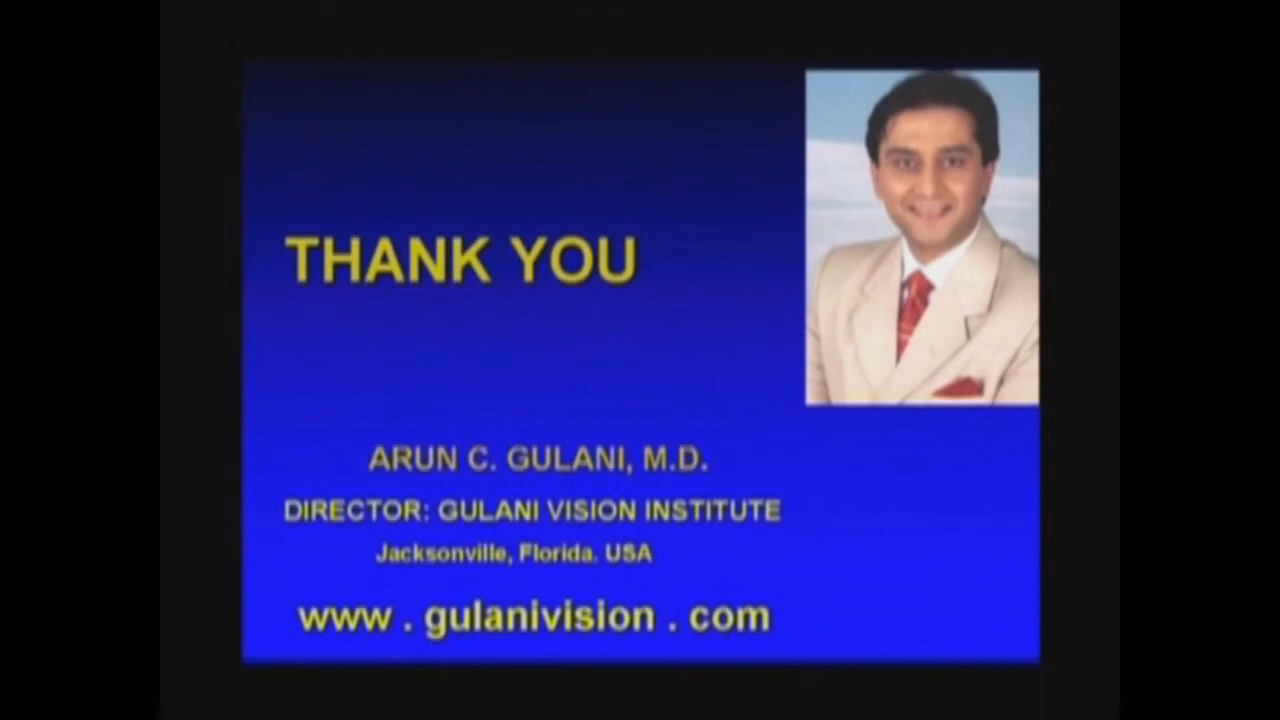 THANK YOU
ARUN C. GULANI, M.D.
DIRECTOR: GULANI VISION INSTITUTE
Jacksonville, Florida. USA
www . gulanivision . com